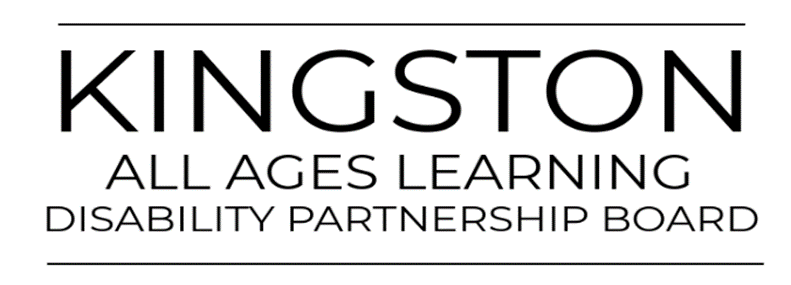 KINGSTON
ALL AGES LEARNING
DISABILITY PARTNERSHIP BOARD